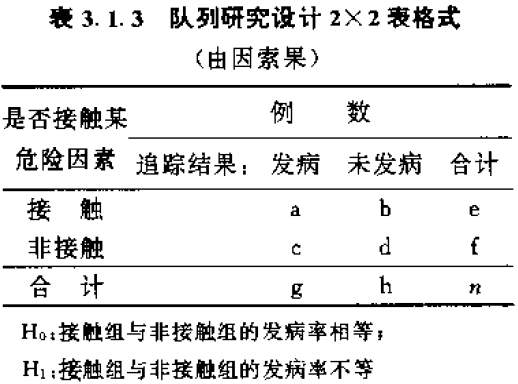 表 3. 1. 3 队列研究设计 2×2 表格式
（由因素果）
是否接触某 例 数
危险因素 追踪结果： 发病 未发病 合计
接 触 a b e
非接触 c d f
合 计 g h n
H₀：接触组与非接触组的发病率相等；
H₁：接触组与非接触组的发病率不等